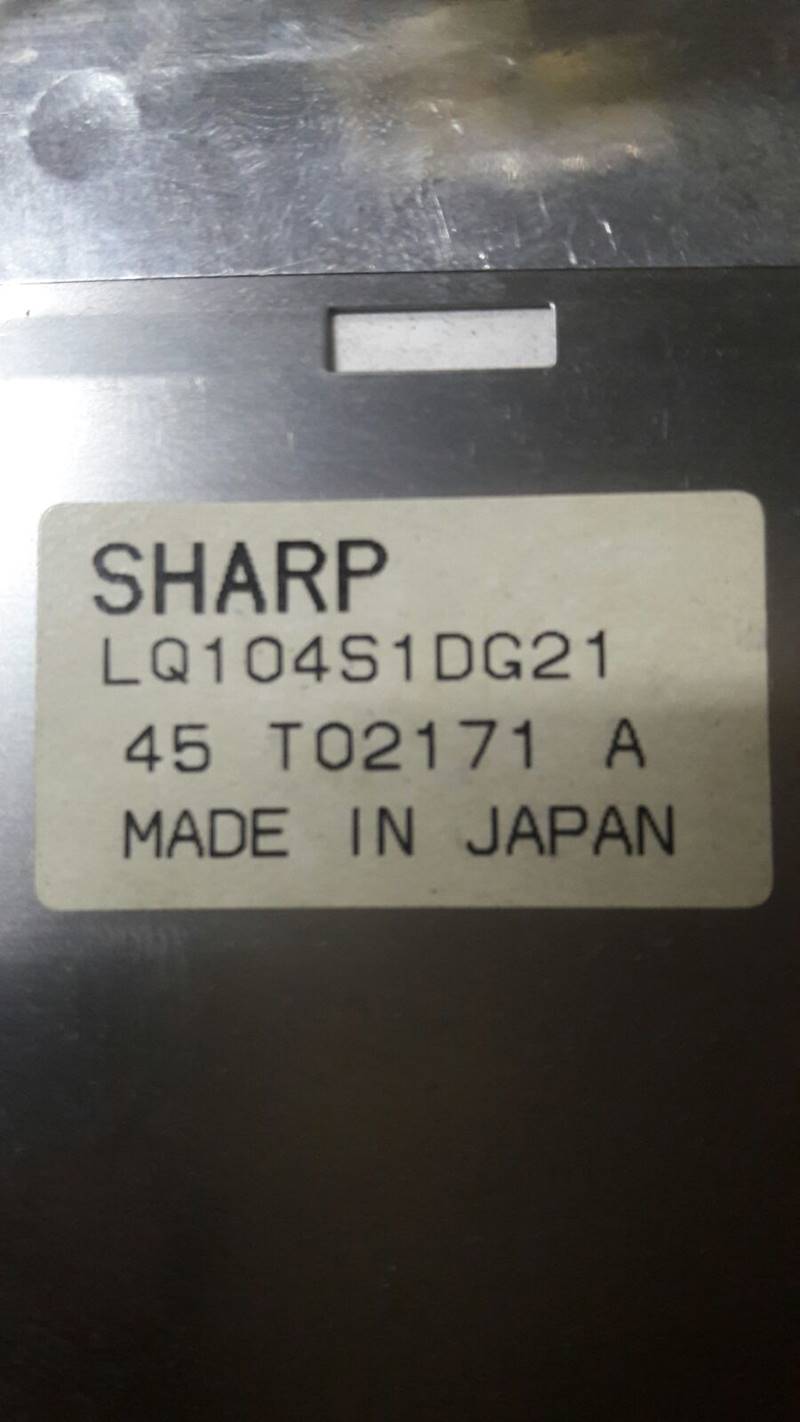 SHARP
LQ104S1DG21
45 T02171 A
MADE IN JAPAN